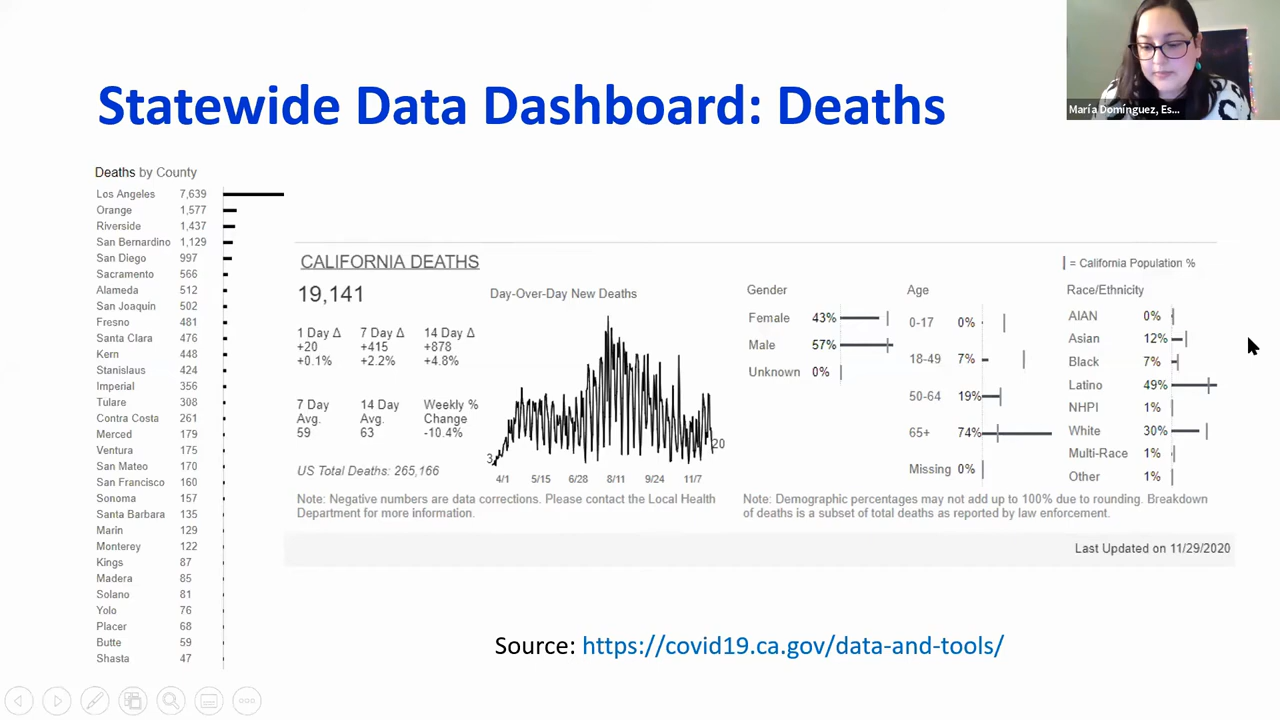 María Domínguez, Es...
Statewide Data Dashboard: Deaths
Deaths by County
Los Angeles 7,639
Orange 1,577
Riverside 1,437
San Bernardino 1,129
San Diego 997
Sacramento 566
Alameda 512
San Joaquin 502
Fresno 481
Santa Clara 476
Kern 448
Stanislaus 424
Imperial 356
Tulare 308
Contra Costa 261
Merced 179
Ventura 175
San Mateo 170
San Francisco 160
Sonoma 157
Santa Barbara 135
Marin 129
Monterey 122
Kings 87
Madera 85
Solano 81
Yolo 76
Placer 68
Butte 59
Shasta 47
CALIFORNIA DEATHS
19,141
1 Day Δ 7 Day Δ 14 Day Δ
+20 +415 +878
+0.1% +2.2% +4.8%
7 Day 14 Day Weekly %
Avg. Avg. Change
59 63 -10.4%
US Total Deaths: 265,166
Day-Over-Day New Deaths
3
20
4/1 5/15 6/28 8/11 9/24 11/7
Note: Negative numbers are data corrections. Please contact the Local Health
Department for more information.
| = California Population %
Gender
Female 43%
Male 57%
Unknown 0%
Age
0-17 0%
18-49 7%
50-64 19%
65+ 74%
Missing 0%
Race/Ethnicity
AIAN 0%
Asian 12%
Black 7%
Latino 49%
NHPI 1%
White 30%
Multi-Race 1%
Other 1%
Note: Demographic percentages may not add up to 100% due to rounding. Breakdown
of deaths is a subset of total deaths as reported by law enforcement.
Last Updated on 11/29/2020
Source: https://covid19.ca.gov/data-and-tools/